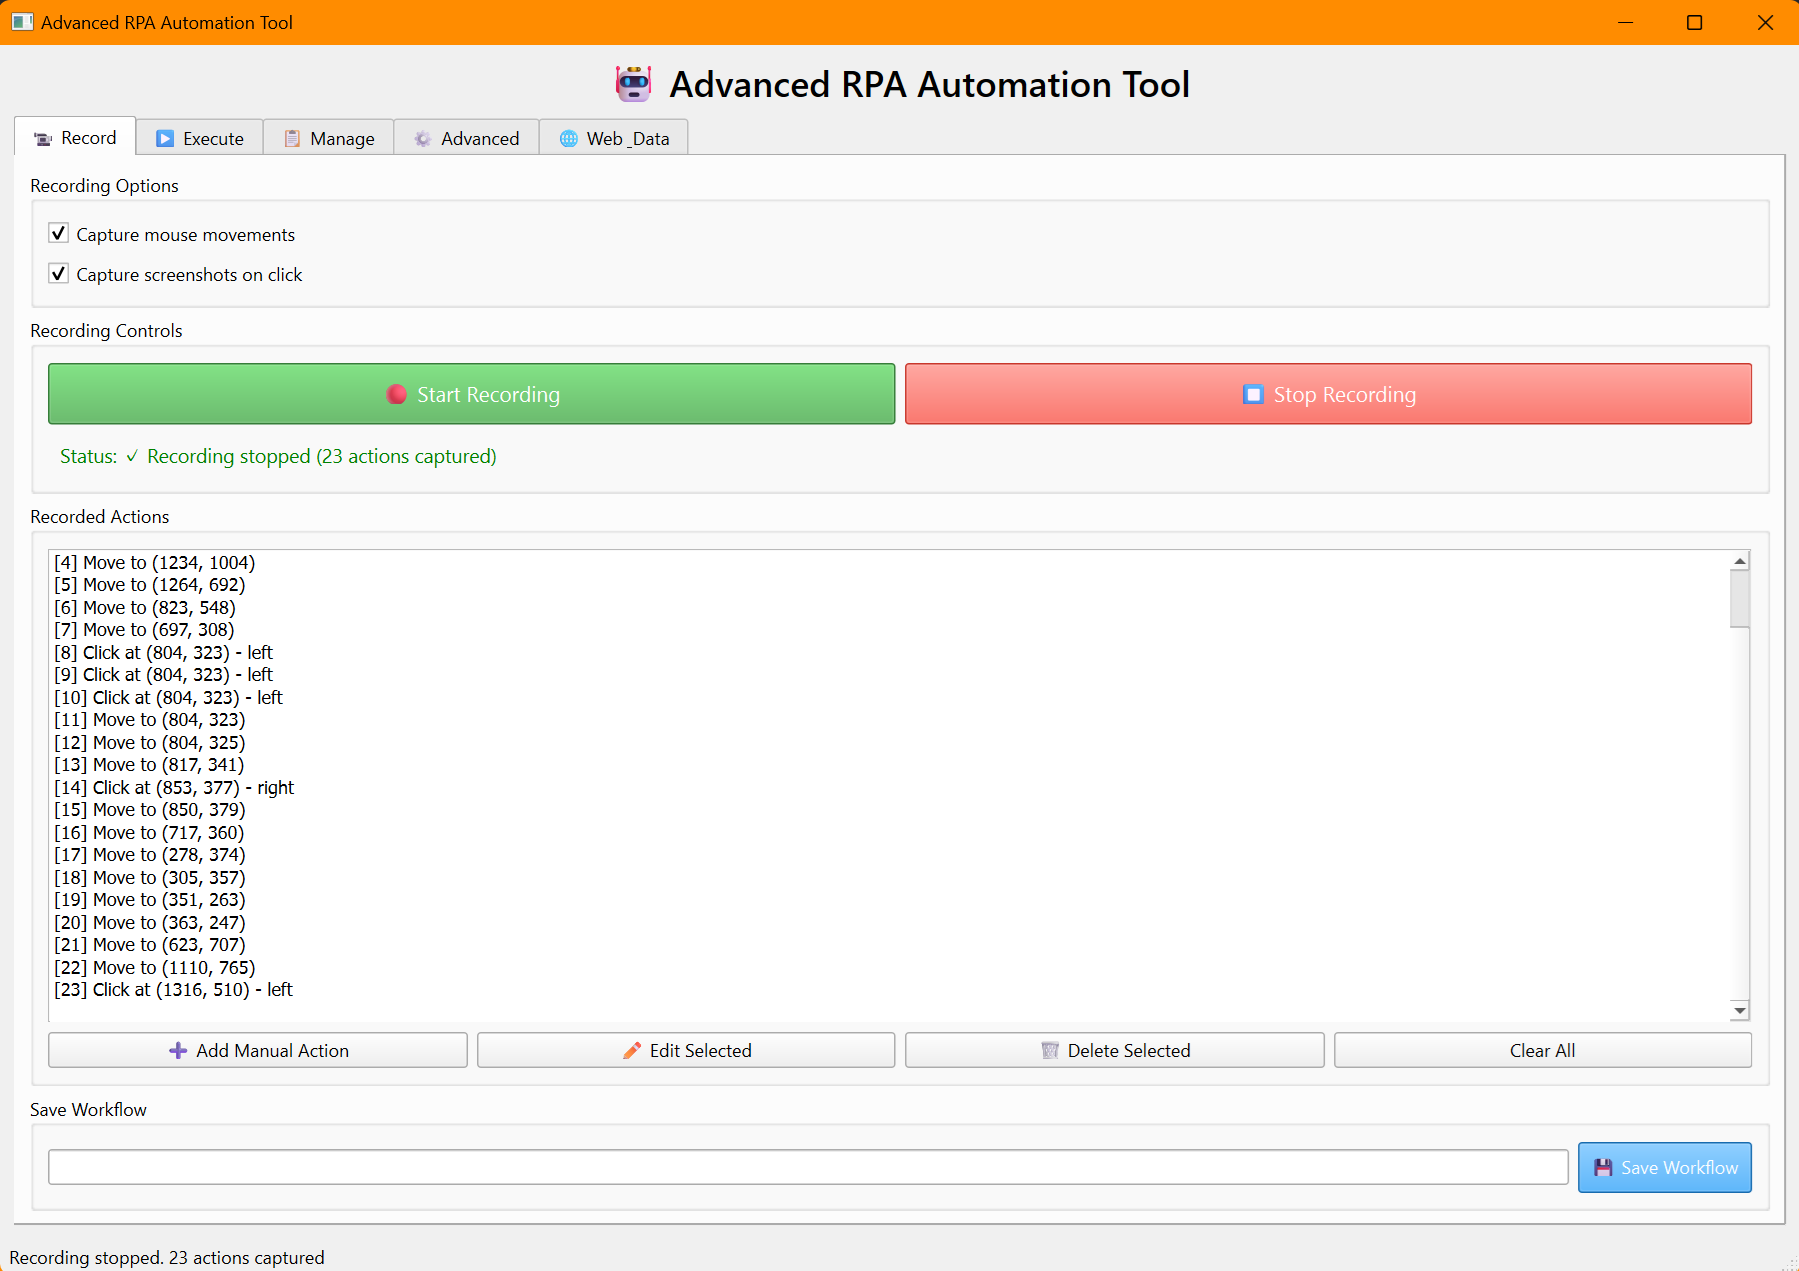 Advanced RPA Automation Tool
Advanced RPA Automation Tool
Record Execute Manage Advanced Web _Data
Recording Options
Capture mouse movements
Capture screenshots on click
Recording Controls
Start Recording Stop Recording
Status: ✓ Recording stopped (23 actions captured)
Recorded Actions
[4] Move to (1234, 1004)
[5] Move to (1264, 692)
[6] Move to (823, 548)
[7] Move to (697, 308)
[8] Click at (804, 323) - left
[9] Click at (804, 323) - left
[10] Click at (804, 323) - left
[11] Move to (804, 323)
[12] Move to (804, 325)
[13] Move to (817, 341)
[14] Click at (853, 377) - right
[15] Move to (850, 379)
[16] Move to (717, 360)
[17] Move to (278, 374)
[18] Move to (305, 357)
[19] Move to (351, 263)
[20] Move to (363, 247)
[21] Move to (623, 707)
[22] Move to (1110, 765)
[23] Click at (1316, 510) - left
Add Manual Action Edit Selected Delete Selected Clear All
Save Workflow
Save Workflow
Recording stopped. 23 actions captured